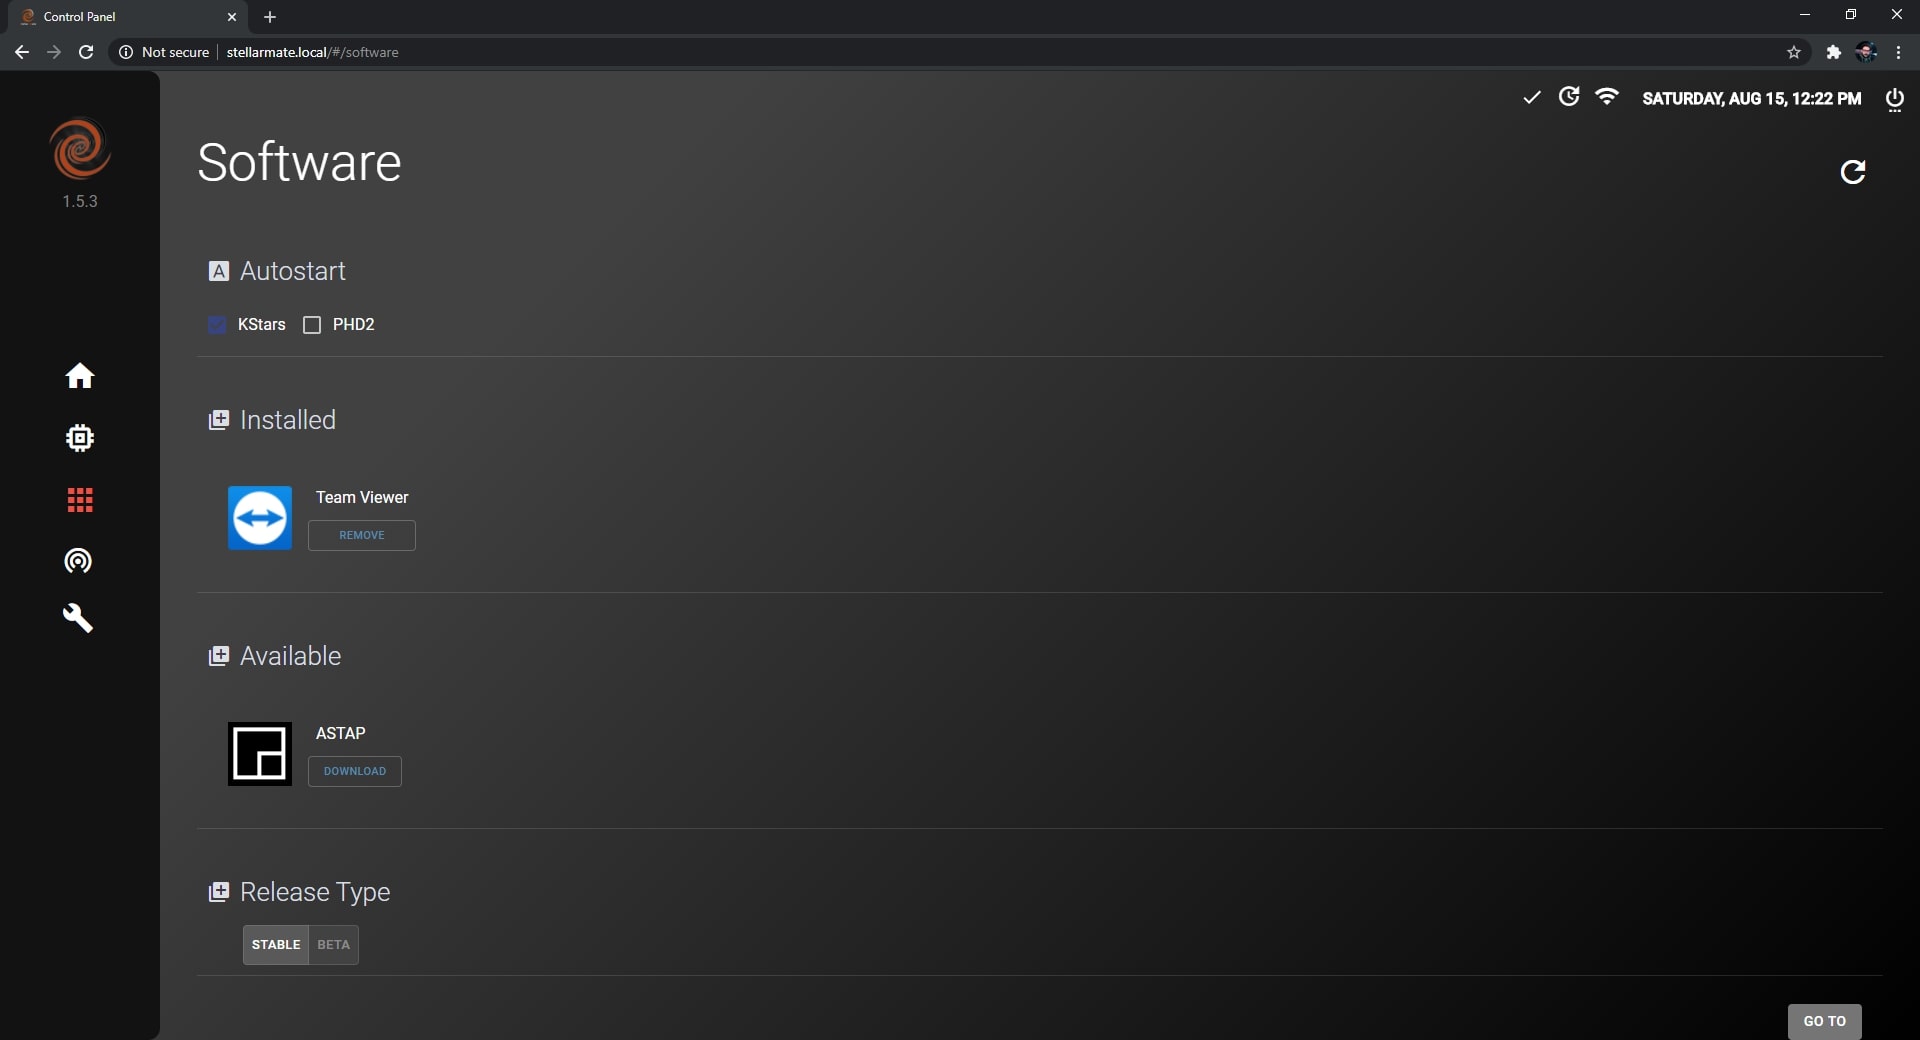 Control Panel
Not secure stellarmate.local/#/software
SATURDAY, AUG 15, 12:22 PM
1.5.3
Software
A Autostart
KStars PHD2
Installed
Team Viewer
REMOVE
Available
ASTAP
DOWNLOAD
Release Type
STABLE BETA
GO TO